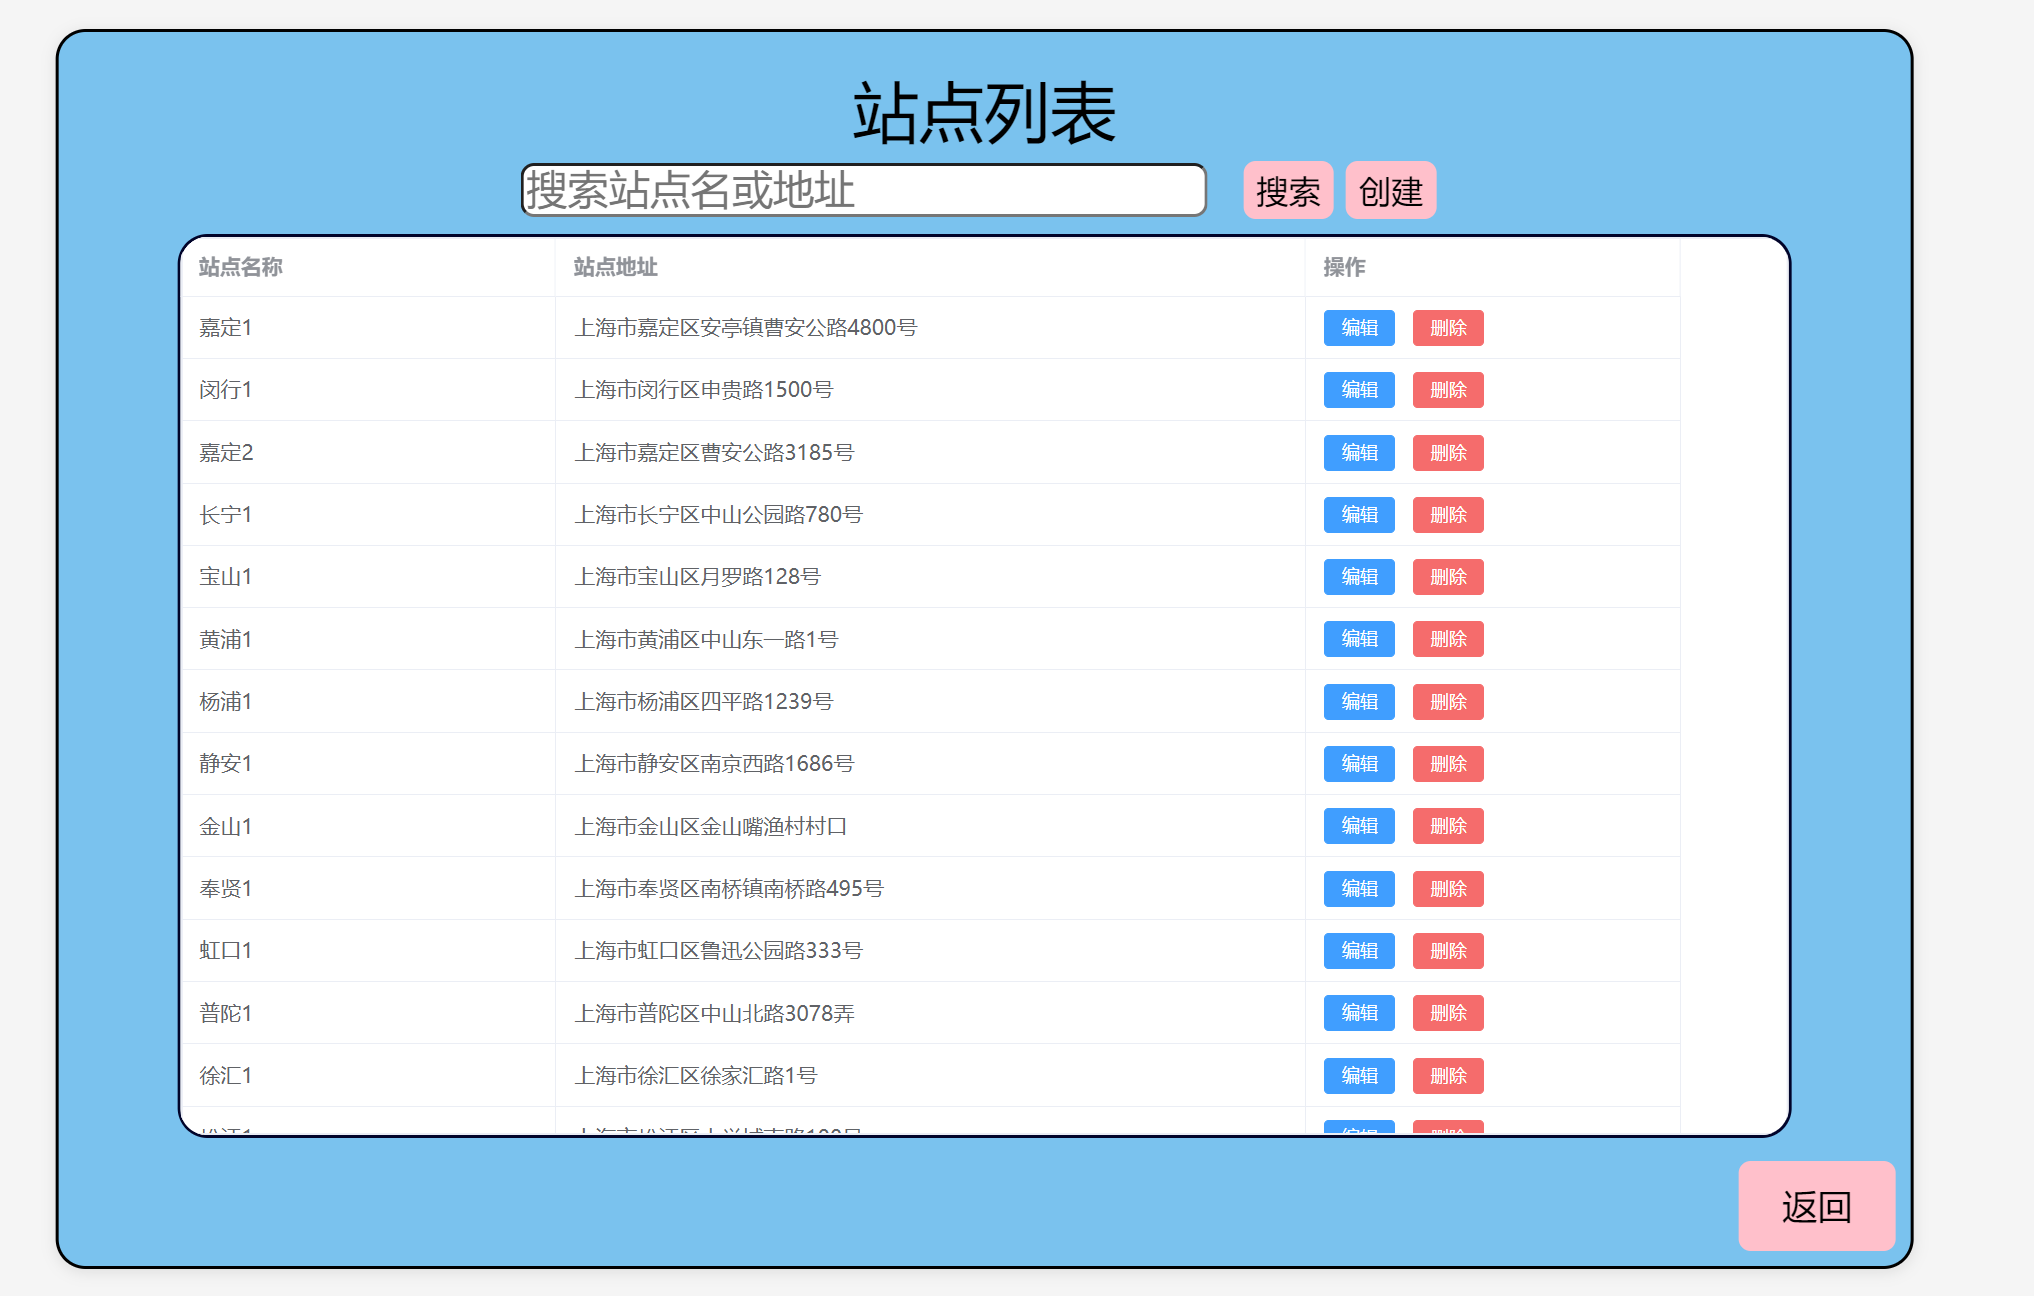 站点列表
搜索站点名或地址 搜索 创建
站点名称 站点地址 操作
嘉定1 上海市嘉定区安亭镇曹安公路4800号 编辑 删除
闵行1 上海市闵行区申贵路1500号 编辑 删除
嘉定2 上海市嘉定区曹安公路3185号 编辑 删除
长宁1 上海市长宁区中山公园路780号 编辑 删除
宝山1 上海市宝山区月罗路128号 编辑 删除
黄浦1 上海市黄浦区中山东一路1号 编辑 删除
杨浦1 上海市杨浦区四平路1239号 编辑 删除
静安1 上海市静安区南京西路1686号 编辑 删除
金山1 上海市金山区金山嘴渔村村口 编辑 删除
奉贤1 上海市奉贤区南桥镇南桥路495号 编辑 删除
虹口1 上海市虹口区鲁迅公园路333号 编辑 删除
普陀1 上海市普陀区中山北路3078弄 编辑 删除
徐汇1 上海市徐汇区徐家汇路1号 编辑 删除
编辑 删除
返回